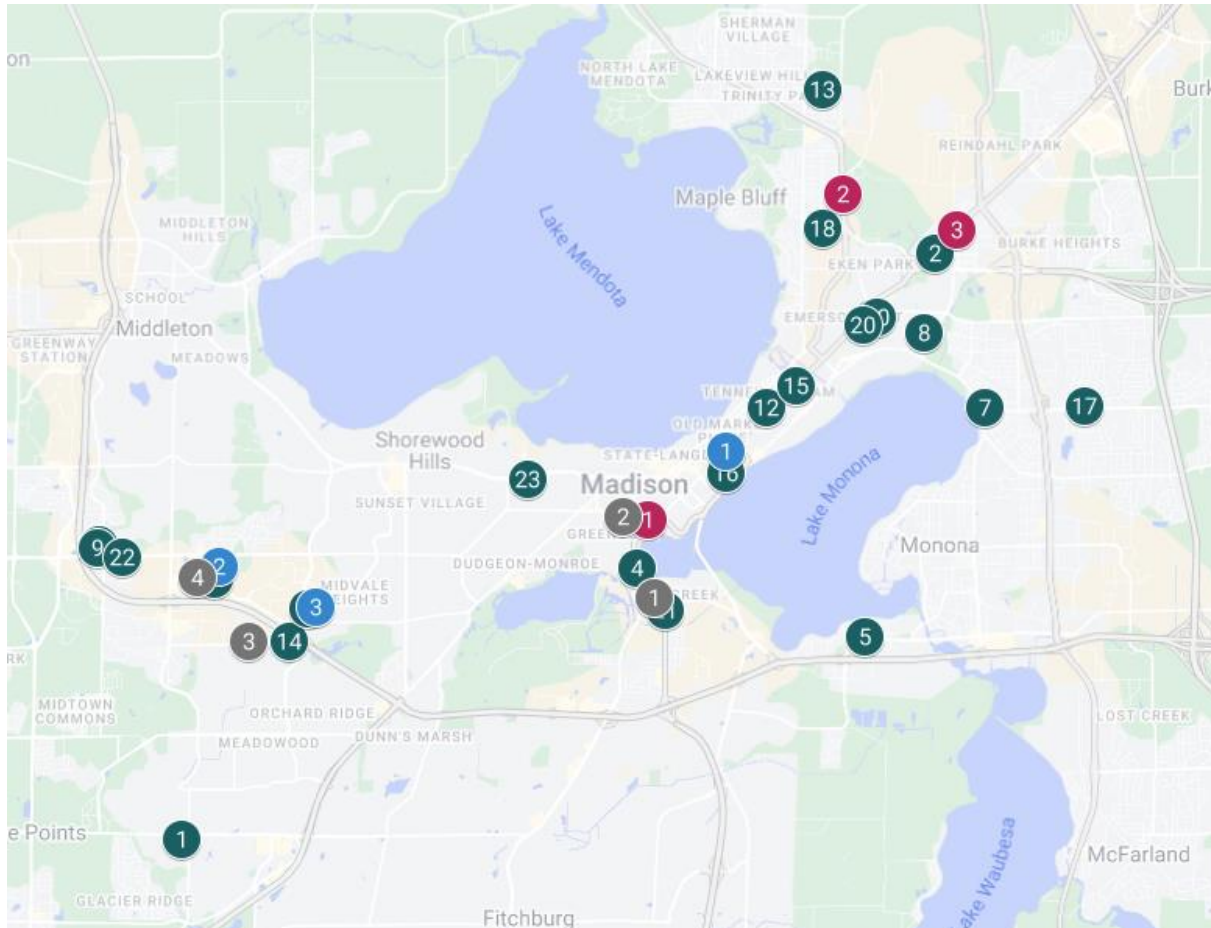 SHERMAN
VILLAGE
on
NORTH LAKE
MENDOTA
LAKEVIEW
TRINITY
13
Burk
REINDAHL PARK
2
Maple Bluff
18
3
MIDDLETON
HILLS
BURKE HEIGHTS
2
EKEN PARK
Lake Mendota
SCHOOL
Middleton
20
8
GREENWAY
STATION
MEADOWS
15
12
7
17
Shorewood
Hills
1
16
23
Madison
SUNSET VILLAGE
Lake Monona
2
1
Monona
9
22
DUDGEON-MONROE
4
2
4
MIDVALE
HEIGHTS
3
1
CREEK
5
3
14
RK
MIDTOWN
COMMONS
ORCHARD RIDGE
LOST CREEK
MEADOWOOD
DUNN'S MARSH
1
e Points
McFarland
Lake Waubesa
GLACIER RIDGE
Fitchburg